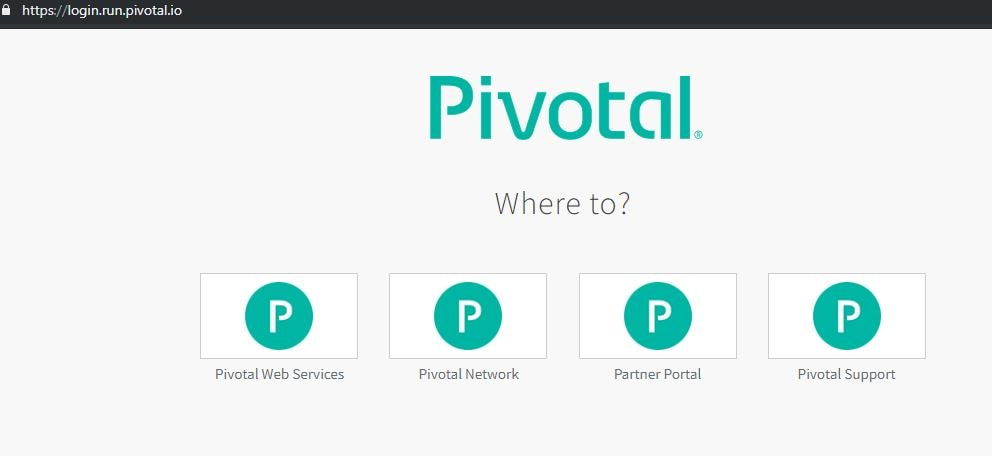 https://login.run.pivotal.io
Pivotal®
Where to?
P P P P
Pivotal Web Services Pivotal Network Partner Portal Pivotal Support